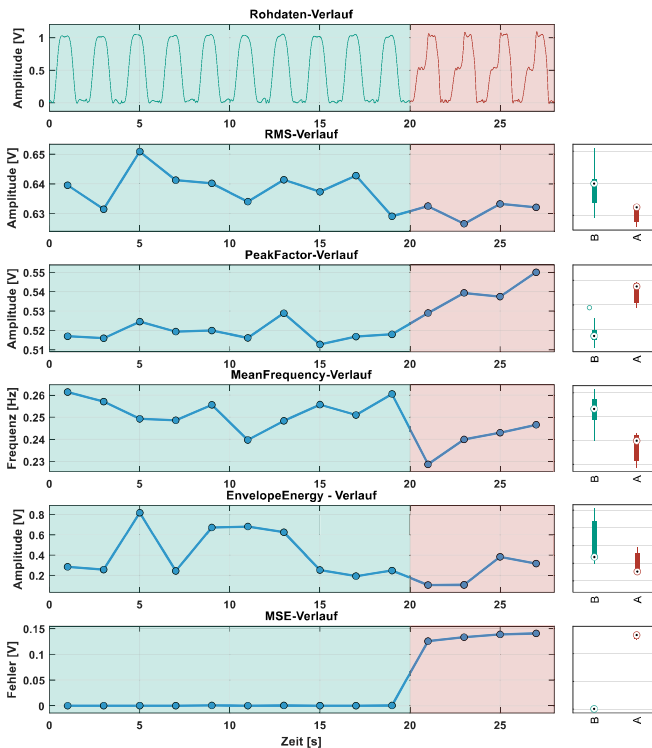 Rohdaten-Verlauf
Amplitude [V]
1
0.5
0
0 5 10 15 20 25
RMS-Verlauf
Amplitude [V]
0.65
0.64
0.63
0 5 10 15 20 25
B A
PeakFactor-Verlauf
Amplitude [V]
0.55
0.54
0.53
0.52
0.51
0 5 10 15 20 25
B A
MeanFrequency-Verlauf
Frequenz [Hz]
0.26
0.25
0.24
0.23
0 5 10 15 20 25
B A
EnvelopeEnergy - Verlauf
Amplitude [V]
0.8
0.6
0.4
0.2
0 5 10 15 20 25
B A
MSE-Verlauf
Fehler [V]
0.15
0.1
0.05
0
0 5 10 15 20 25
B A
Zeit [s]